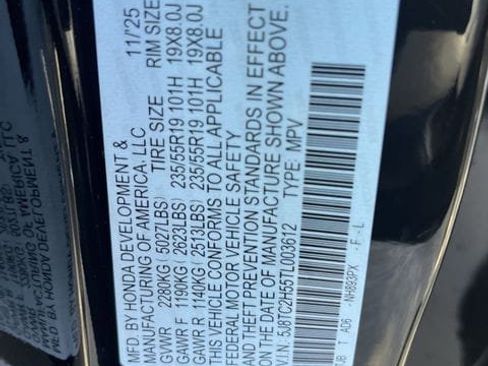 MFD. BY HONDA DEVELOPMENT & 11/25
MANUFACTURING OF AMERICA, LLC
TIRE SIZE RIM SIZE
GVWR 2280KG ( 6027LBS)
GAWR F 1190KG ( 2623LBS) 235/55R19 101H 19X8.0J
GAWR R 1140KG ( 2513LBS) 235/55R19 101H 19X8.0J
THIS VEHICLE CONFORMS TO ALL APPLICABLE
FEDERAL MOTOR VEHICLE SAFETY
AND THEFT PREVENTION STANDARDS IN EFFECT
ON THE DATE OF MANUFACTURE SHOWN ABOVE.
V.I.N.: 5J8TC2H55TL003612 TYPE: MPV
T A06 NH893PX F - L